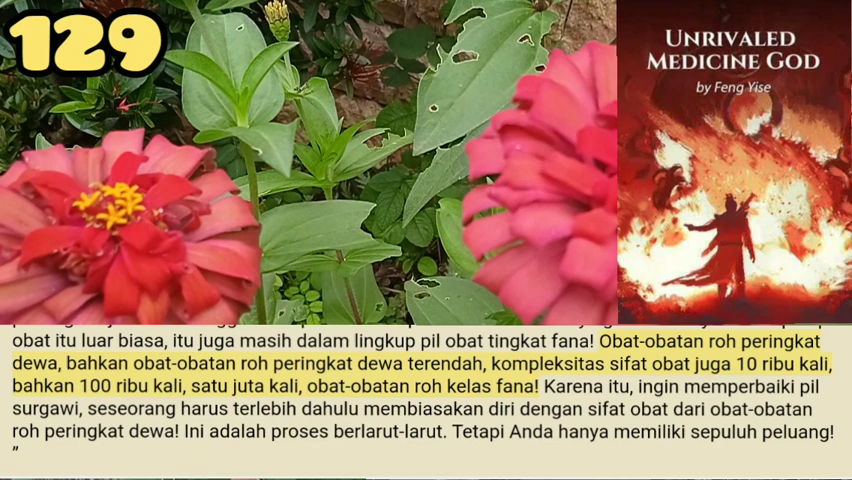 129
UNRIVALED
MEDICINE GOD
by Feng Yise
obat itu luar biasa, itu juga masih dalam lingkup pil obat tingkat fana! Obat-obatan roh peringkat
dewa, bahkan obat-obatan roh peringkat dewa terendah, kompleksitas sifat obat juga 10 ribu kali,
bahkan 100 ribu kali, satu juta kali, obat-obatan roh kelas fana! Karena itu, ingin memperbaiki pil
surgawi, seseorang harus terlebih dahulu membiasakan diri dengan sifat obat dari obat-obatan
roh peringkat dewa! Ini adalah proses berlarut-larut. Tetapi Anda hanya memiliki sepuluh peluang!
”